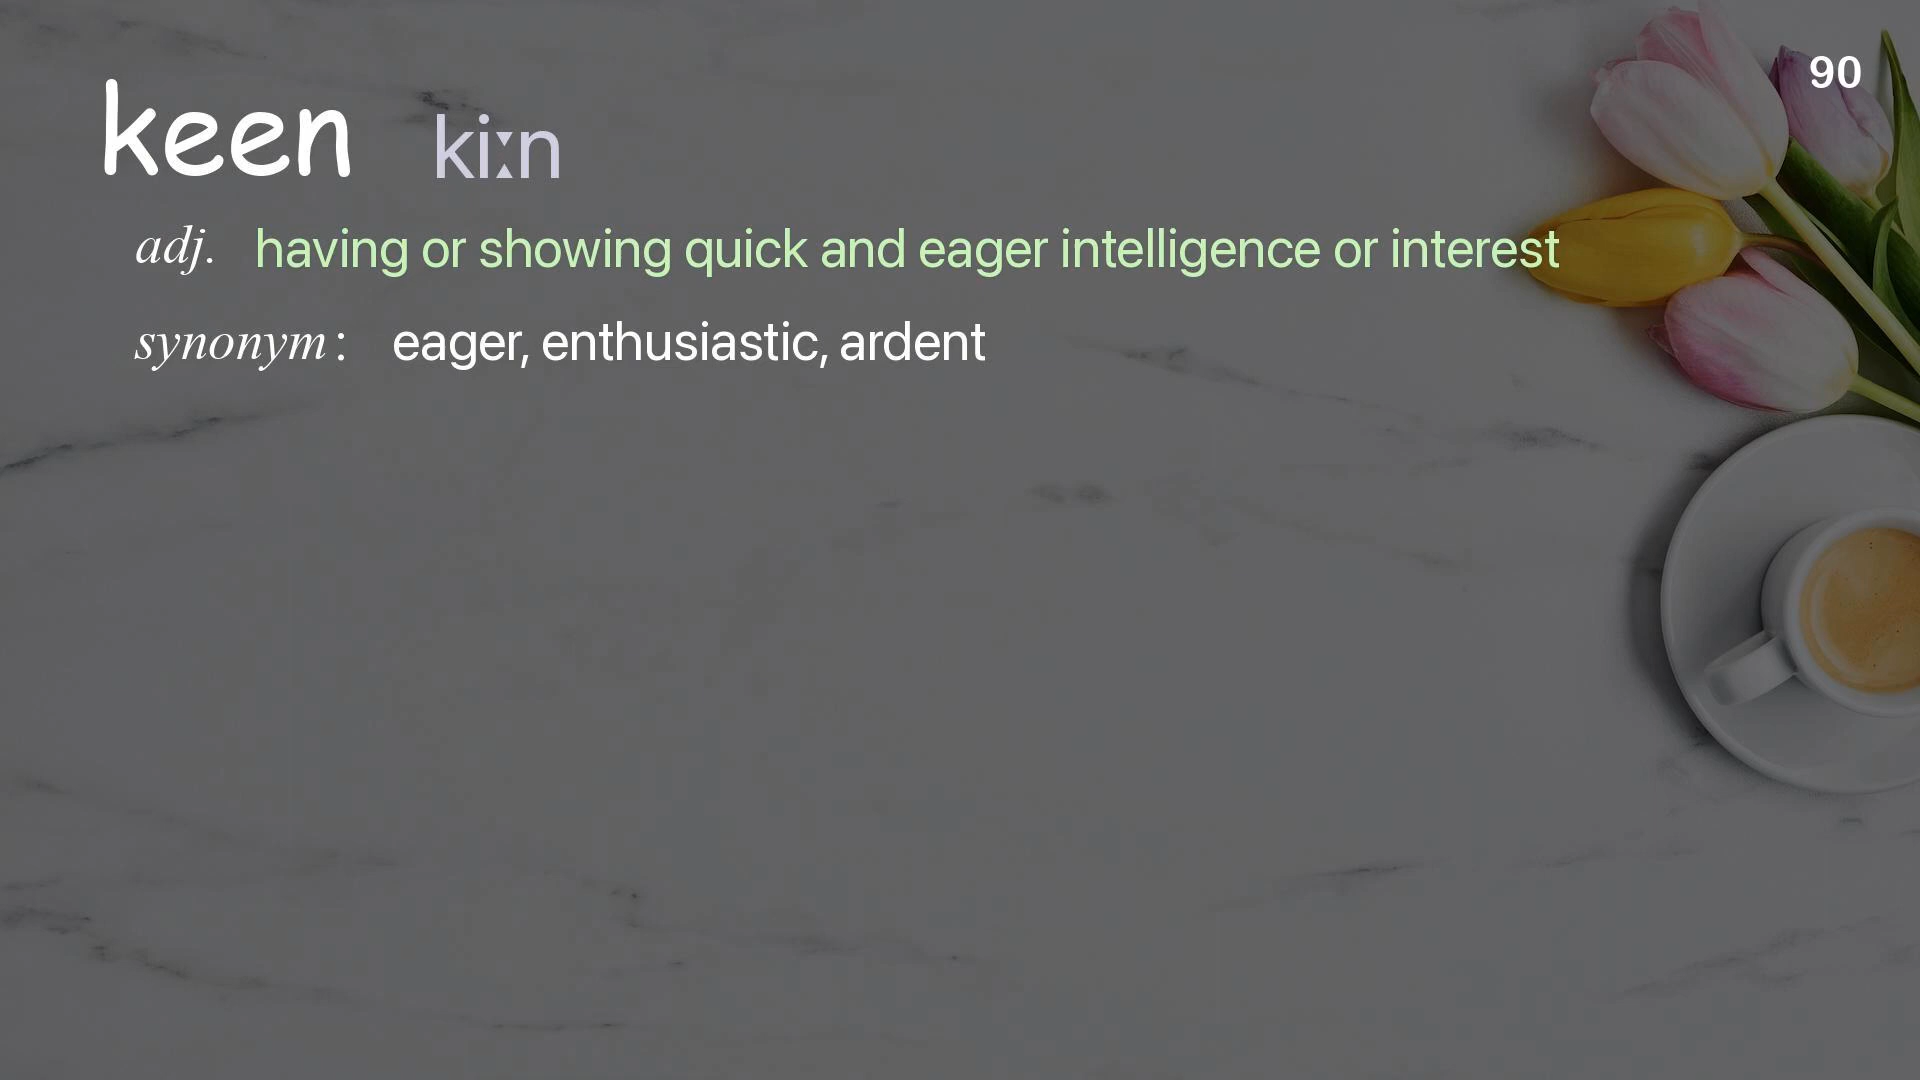 90
keen kiːn
adj. having or showing quick and eager intelligence or interest
synonym : eager, enthusiastic, ardent